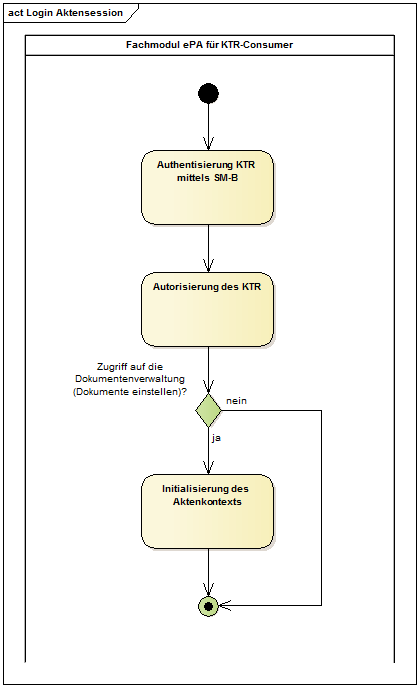 act Login Aktensession
Fachmodul ePA für KTR-Consumer
Authentisierung KTR
mittels SM-B
Autorisierung des KTR
Zugriff auf die
Dokumentenverwaltung
(Dokumente einstellen)?
nein
ja
Initialisierung des
Aktenkontexts